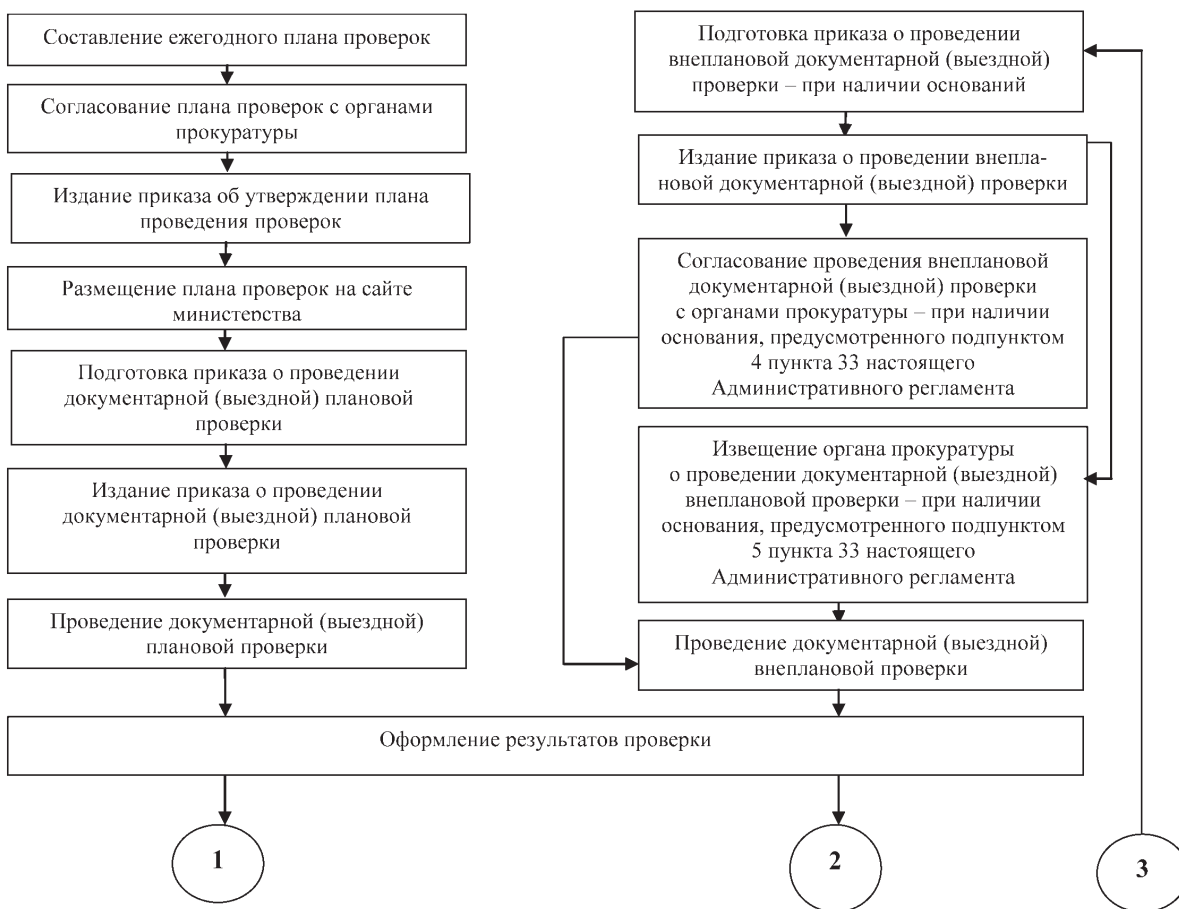 Составление ежегодного плана проверок
Согласование плана проверок с органами
прокуратуры
Издание приказа об утверждении плана
проведения проверок
Размещение плана проверок на сайте
министерства
Подготовка приказа о проведении
документарной (выездной) плановой
проверки
Издание приказа о проведении
документарной (выездной) плановой
проверки
Проведение документарной (выездной)
плановой проверки
Подготовка приказа о проведении
внеплановой документарной (выездной)
проверки – при наличии оснований
Издание приказа о проведении внепла-
новой документарной (выездной) проверки
Согласование проведения внеплановой
документарной (выездной) проверки
с органами прокуратуры – при наличии
основания, предусмотренного подпунктом
4 пункта 33 настоящего
Административного регламента
Извещение органа прокуратуры
о проведении документарной (выездной)
внеплановой проверки – при наличии
основания, предусмотренного подпунктом
5 пункта 33 настоящего
Административного регламента
Проведение документарной (выездной)
внеплановой проверки
Оформление результатов проверки
1
2
3